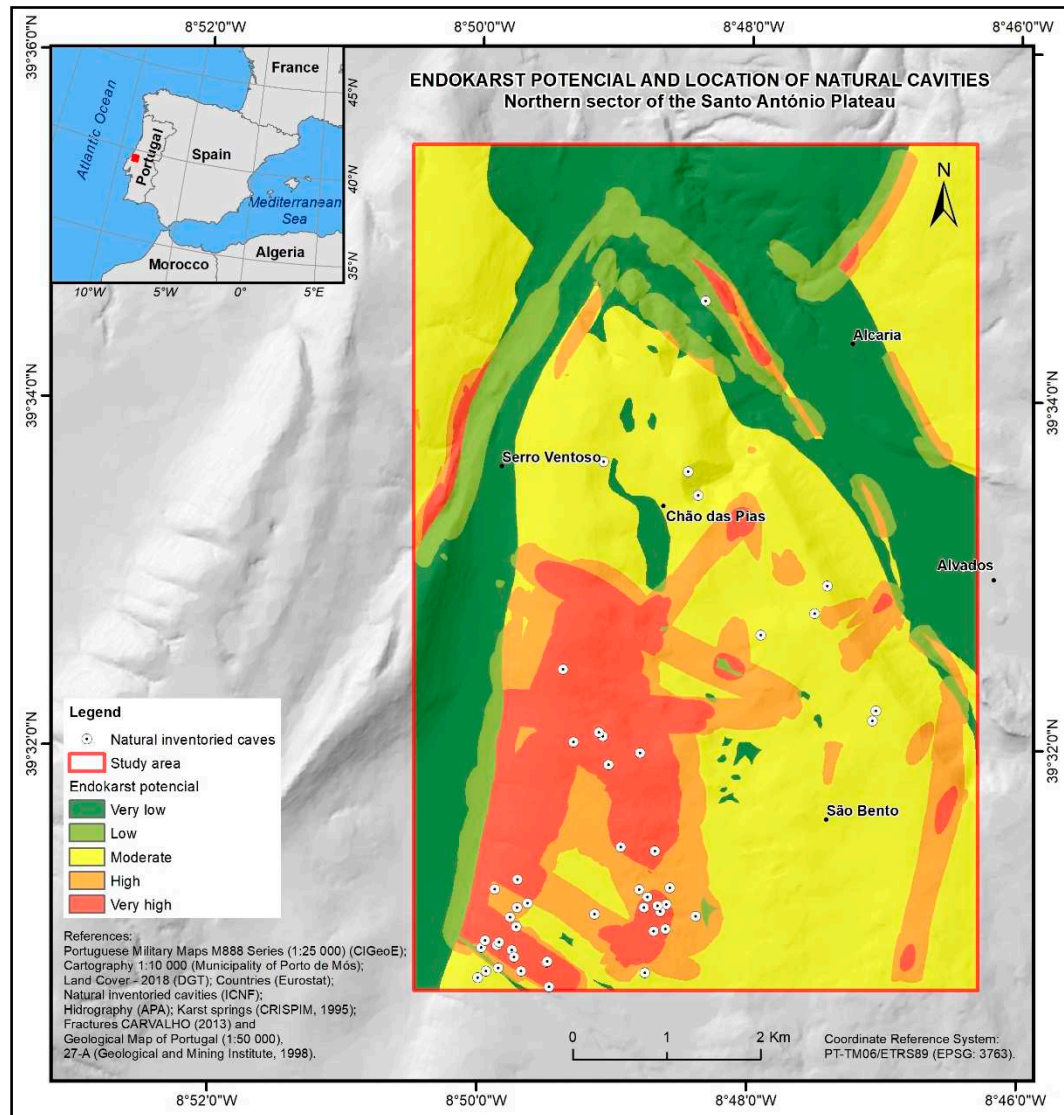 8°52'0"W
8°50'0"W
8°48'0"W
8°46'0"W
39°36'0"N
39°34'0"N
39°32'0"N
39°34'0"N
39°32'0"N
ENDOKARST POTENCIAL AND LOCATION OF NATURAL CAVITIES
Northern sector of the Santo António Plateau
France
Atlantic Ocean
Portugal
Spain
Mediterranean
Sea
Algeria
Morocco
45°N
40°N
35°N
10°W
5°W
0°
5°E
N
Alcaria
Serro Ventoso
Chão das Pias
Alvados
São Bento
Legend
Natural inventoried caves
Study area
Endokarst potencial
Very low
Low
Moderate
High
Very high
References:
Portuguese Military Maps M888 Series (1:25 000) (CIGeoE);
Cartography 1:10 000 (Municipality of Porto de Mós);
Land Cover - 2018 (DGT); Countries (Eurostat);
Natural inventoried cavities (ICNF);
Hidrography (APA); Karst springs (CRISPIM, 1995);
Fractures CARVALHO (2013) and
Geological Map of Portugal (1:50 000),
27-A (Geological and Mining Institute, 1998).
0 1 2 Km
Coordinate Reference System:
PT-TM06/ETRS89 (EPSG: 3763).
8°52'0"W
8°50'0"W
8°48'0"W
8°46'0"W